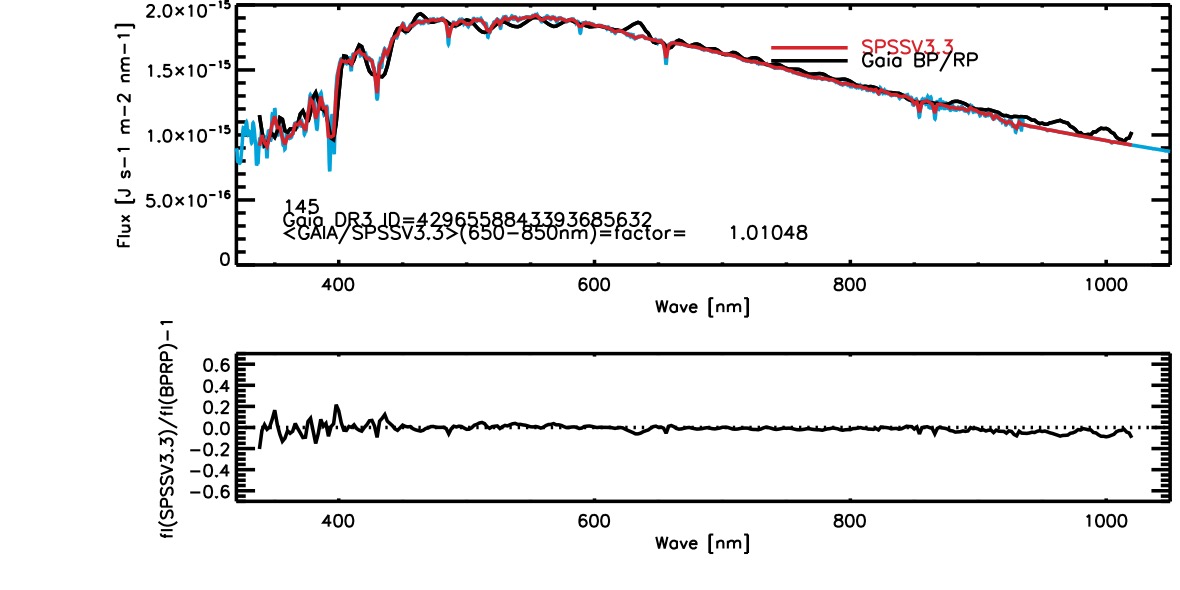 2.0×10−15
1.5×10−15
1.0×10−15
5.0×10−16
0
Flux [J s−1 m−2 nm−1]
SPSSV3.3
Gaia BP/RP
145
Gaia DR3 ID=4296558843393685632
<GAIA/SPSSV3.3>(650−850nm)=factor= 1.01048
400 600 800 1000
Wave [nm]
fl(SPSSV3.3)/fl(BPRP)−1
0.6
0.4
0.2
0.0
−0.2
−0.4
−0.6
400 600 800 1000
Wave [nm]